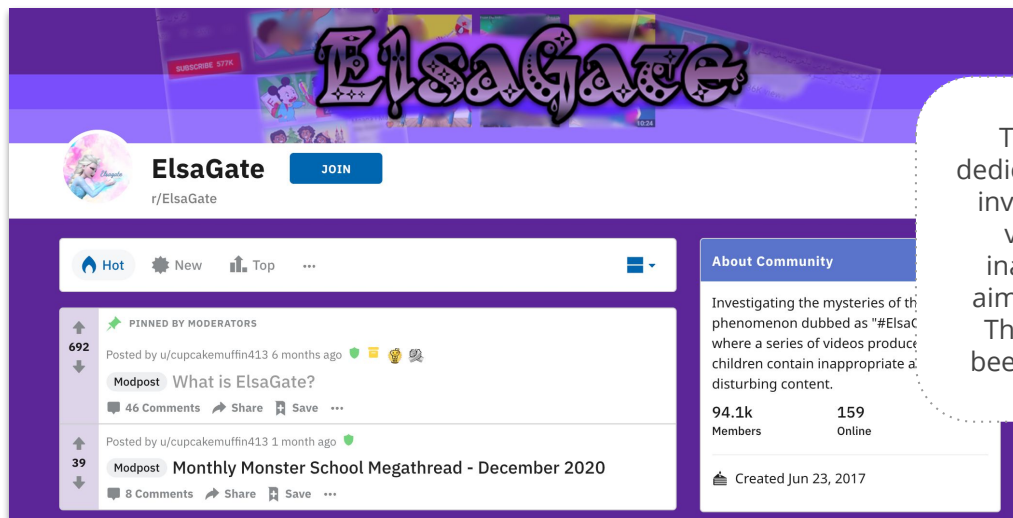 SUBSCRIBE 577K
ElsaGate
10:24
Elsagate
ElsaGate
JOIN
r/ElsaGate
Hot New Top ...
PINNED BY MODERATORS
692
Posted by u/cupcakemuffin413 6 months ago
Modpost What is ElsaGate?
46 Comments Share Save ...
Posted by u/cupcakemuffin413 1 month ago
39
Modpost Monthly Monster School Megathread - December 2020
8 Comments Share Save ...
About Community
Investigating the mysteries of th
phenomenon dubbed as "#Elsa
where a series of videos produce
children contain inappropriate a
disturbing content.
94.1k 159
Members Online
Created Jun 23, 2017
T
dedi
inv
v
ina
aim
Th
bee